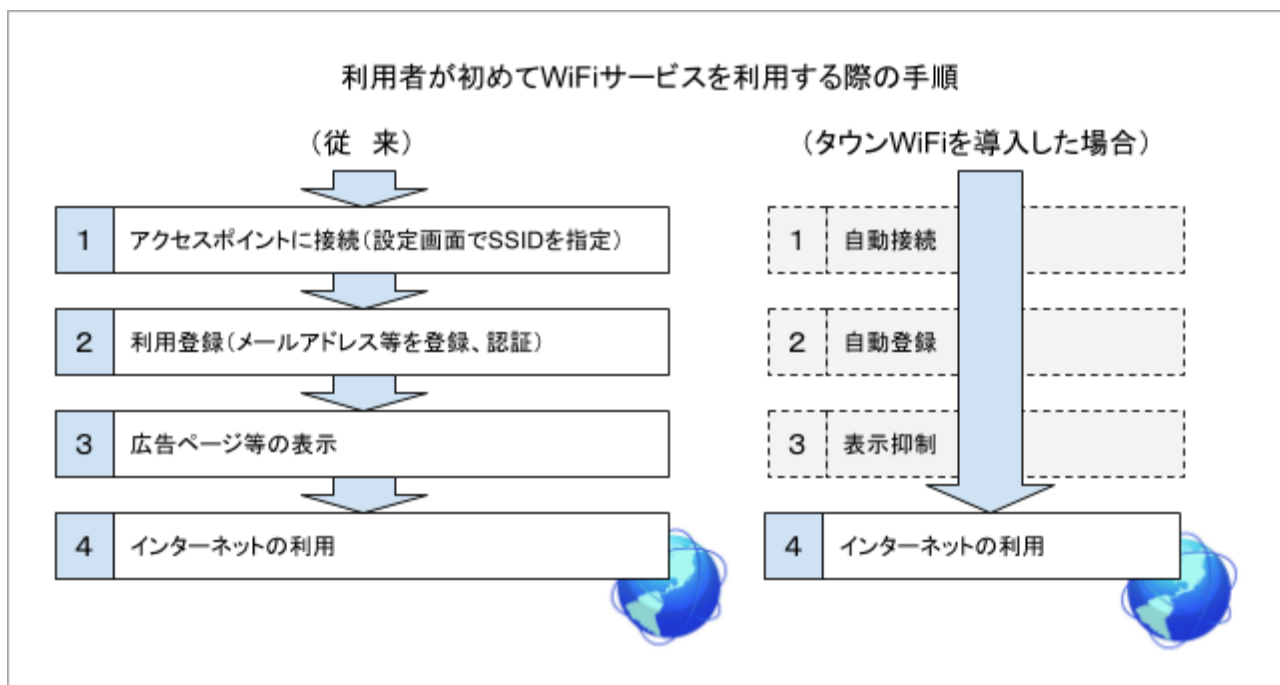 利用者が初めてWiFiサービスを利用する際の手順
（従　来）
1 アクセスポイントに接続（設定画面でSSIDを指定）
2 利用登録（メールアドレス等を登録、認証）
3 広告ページ等の表示
4 インターネットの利用
（タウンWiFiを導入した場合）
1 自動接続
2 自動登録
3 表示抑制
4 インターネットの利用